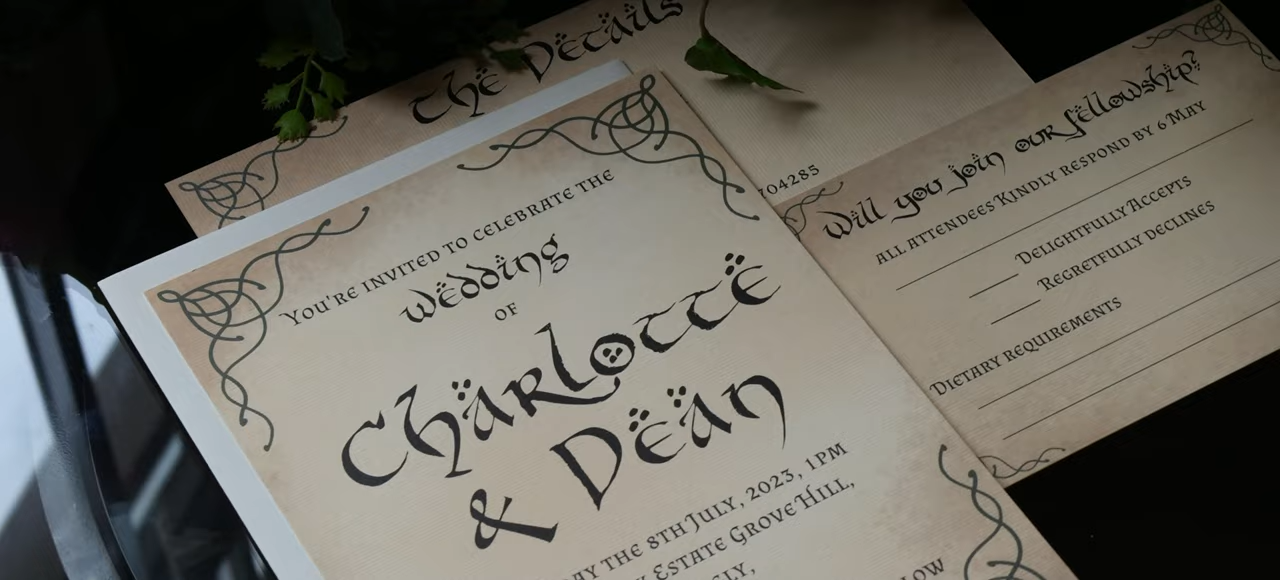 The Details
704285
You're invited to celebrate the
wedding
of
Charlotte
& Dean
the 8th July, 2023, 1pm
Estate Grove Hill,
Will you join our fellowship?
All attendees kindly respond by 6 May
Delightfully Accepts
Regretfully declines
Dietary requirements